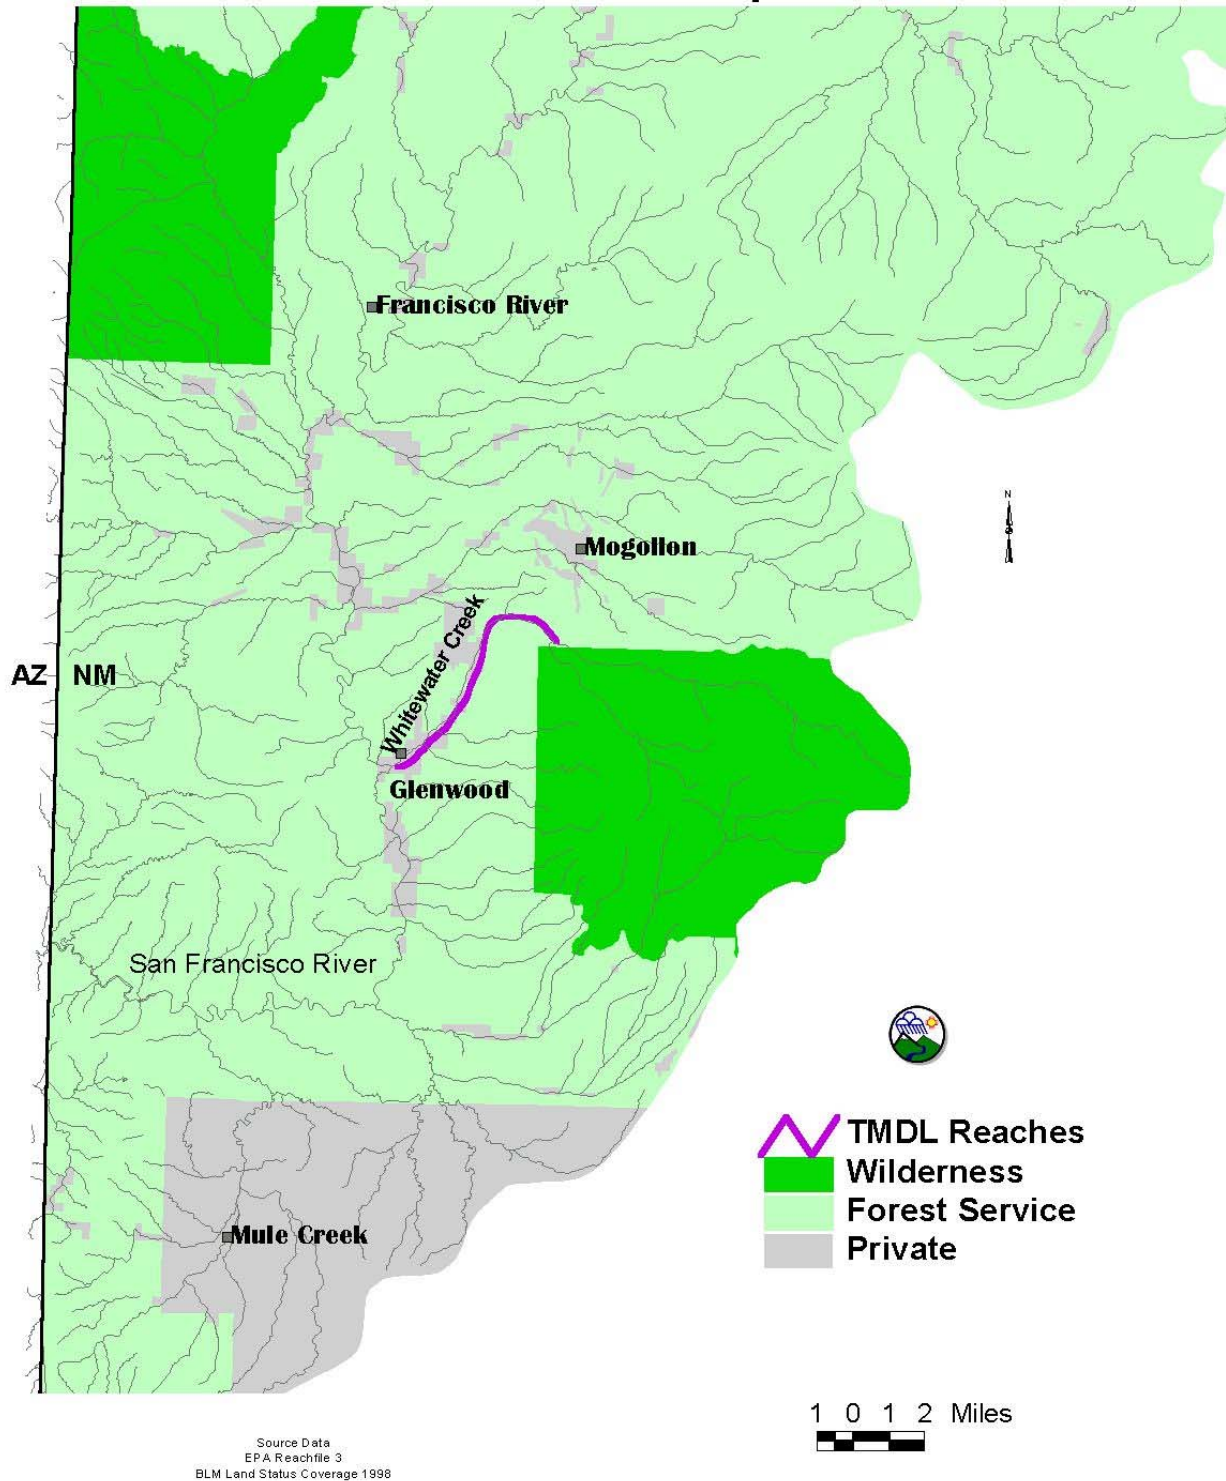 Francisco River
N
Mogollon
Whitewater Creek
AZ NM
Glenwood
San Francisco River
TMDL Reaches
Wilderness
Forest Service
Private
Mule Creek
1 0 1 2 Miles
Source Data
EPA Reachfile 3
BLM Land Status Coverage 1998